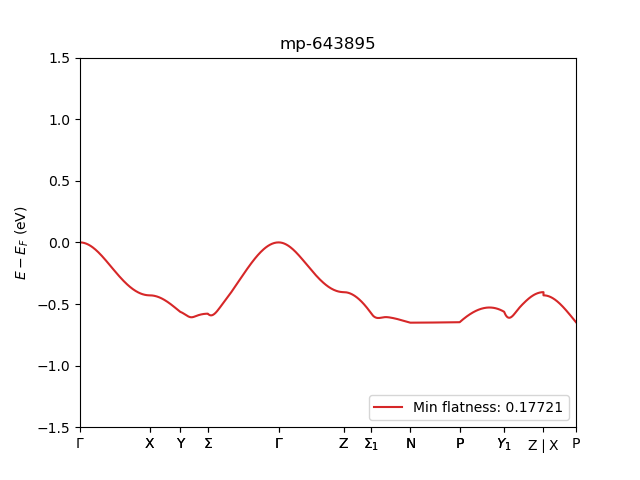 mp-643895
E − E_F (eV)
1.5
1.0
0.5
0.0
−0.5
−1.0
−1.5
Min flatness: 0.17721
Γ X Y Σ Γ Z Σ₁ N P Y₁ Z | X P